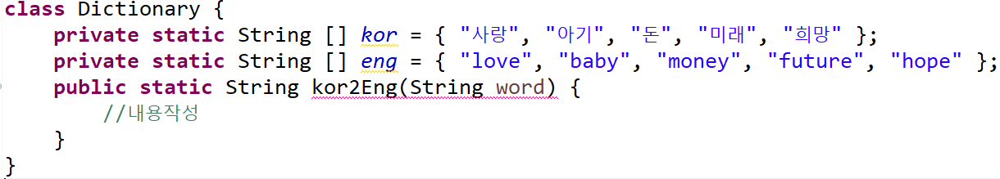 class Dictionary {
    private static String [] kor = { "사랑", "아기", "돈", "미래", "희망" };
    private static String [] eng = { "love", "baby", "money", "future", "hope" };
    public static String kor2Eng(String word) {
        //내용작성
    }
}